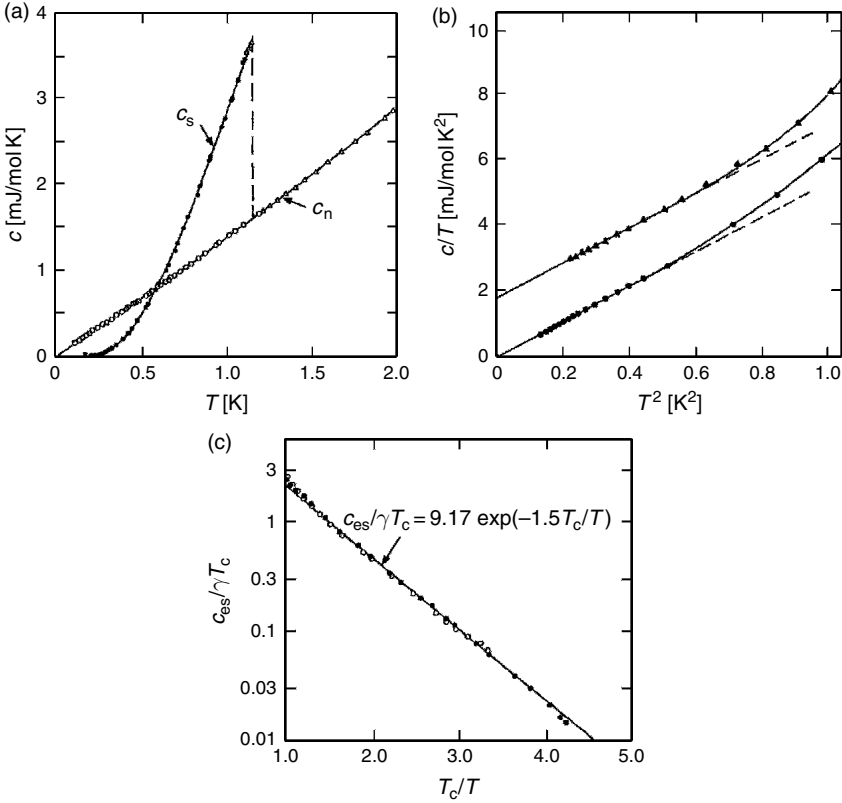 (a)
4
3
2
1
0
c [mJ/mol K]
c_s
c_n
0
0.5
1.0
1.5
2.0
T [K]
(b)
10
8
6
4
2
0
c/T [mJ/mol K²]
0
0.2
0.4
0.6
0.8
1.0
T² [K²]
(c)
3
1
0.3
0.1
0.03
0.01
c_es/γT_c
c_es/γT_c = 9.17 exp(−1.5T_c/T)
1.0
2.0
3.0
4.0
5.0
T_c/T